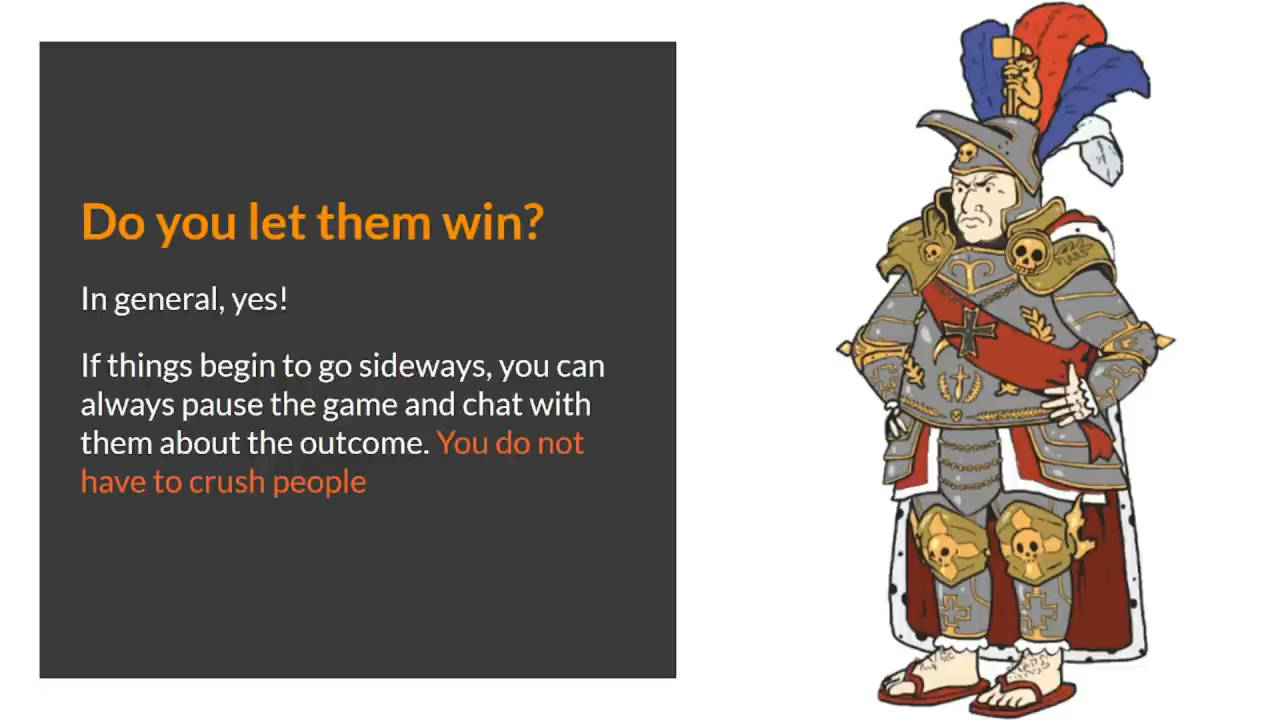 Do you let them win?
In general, yes!
If things begin to go sideways, you can
always pause the game and chat with
them about the outcome. You do not
have to crush people